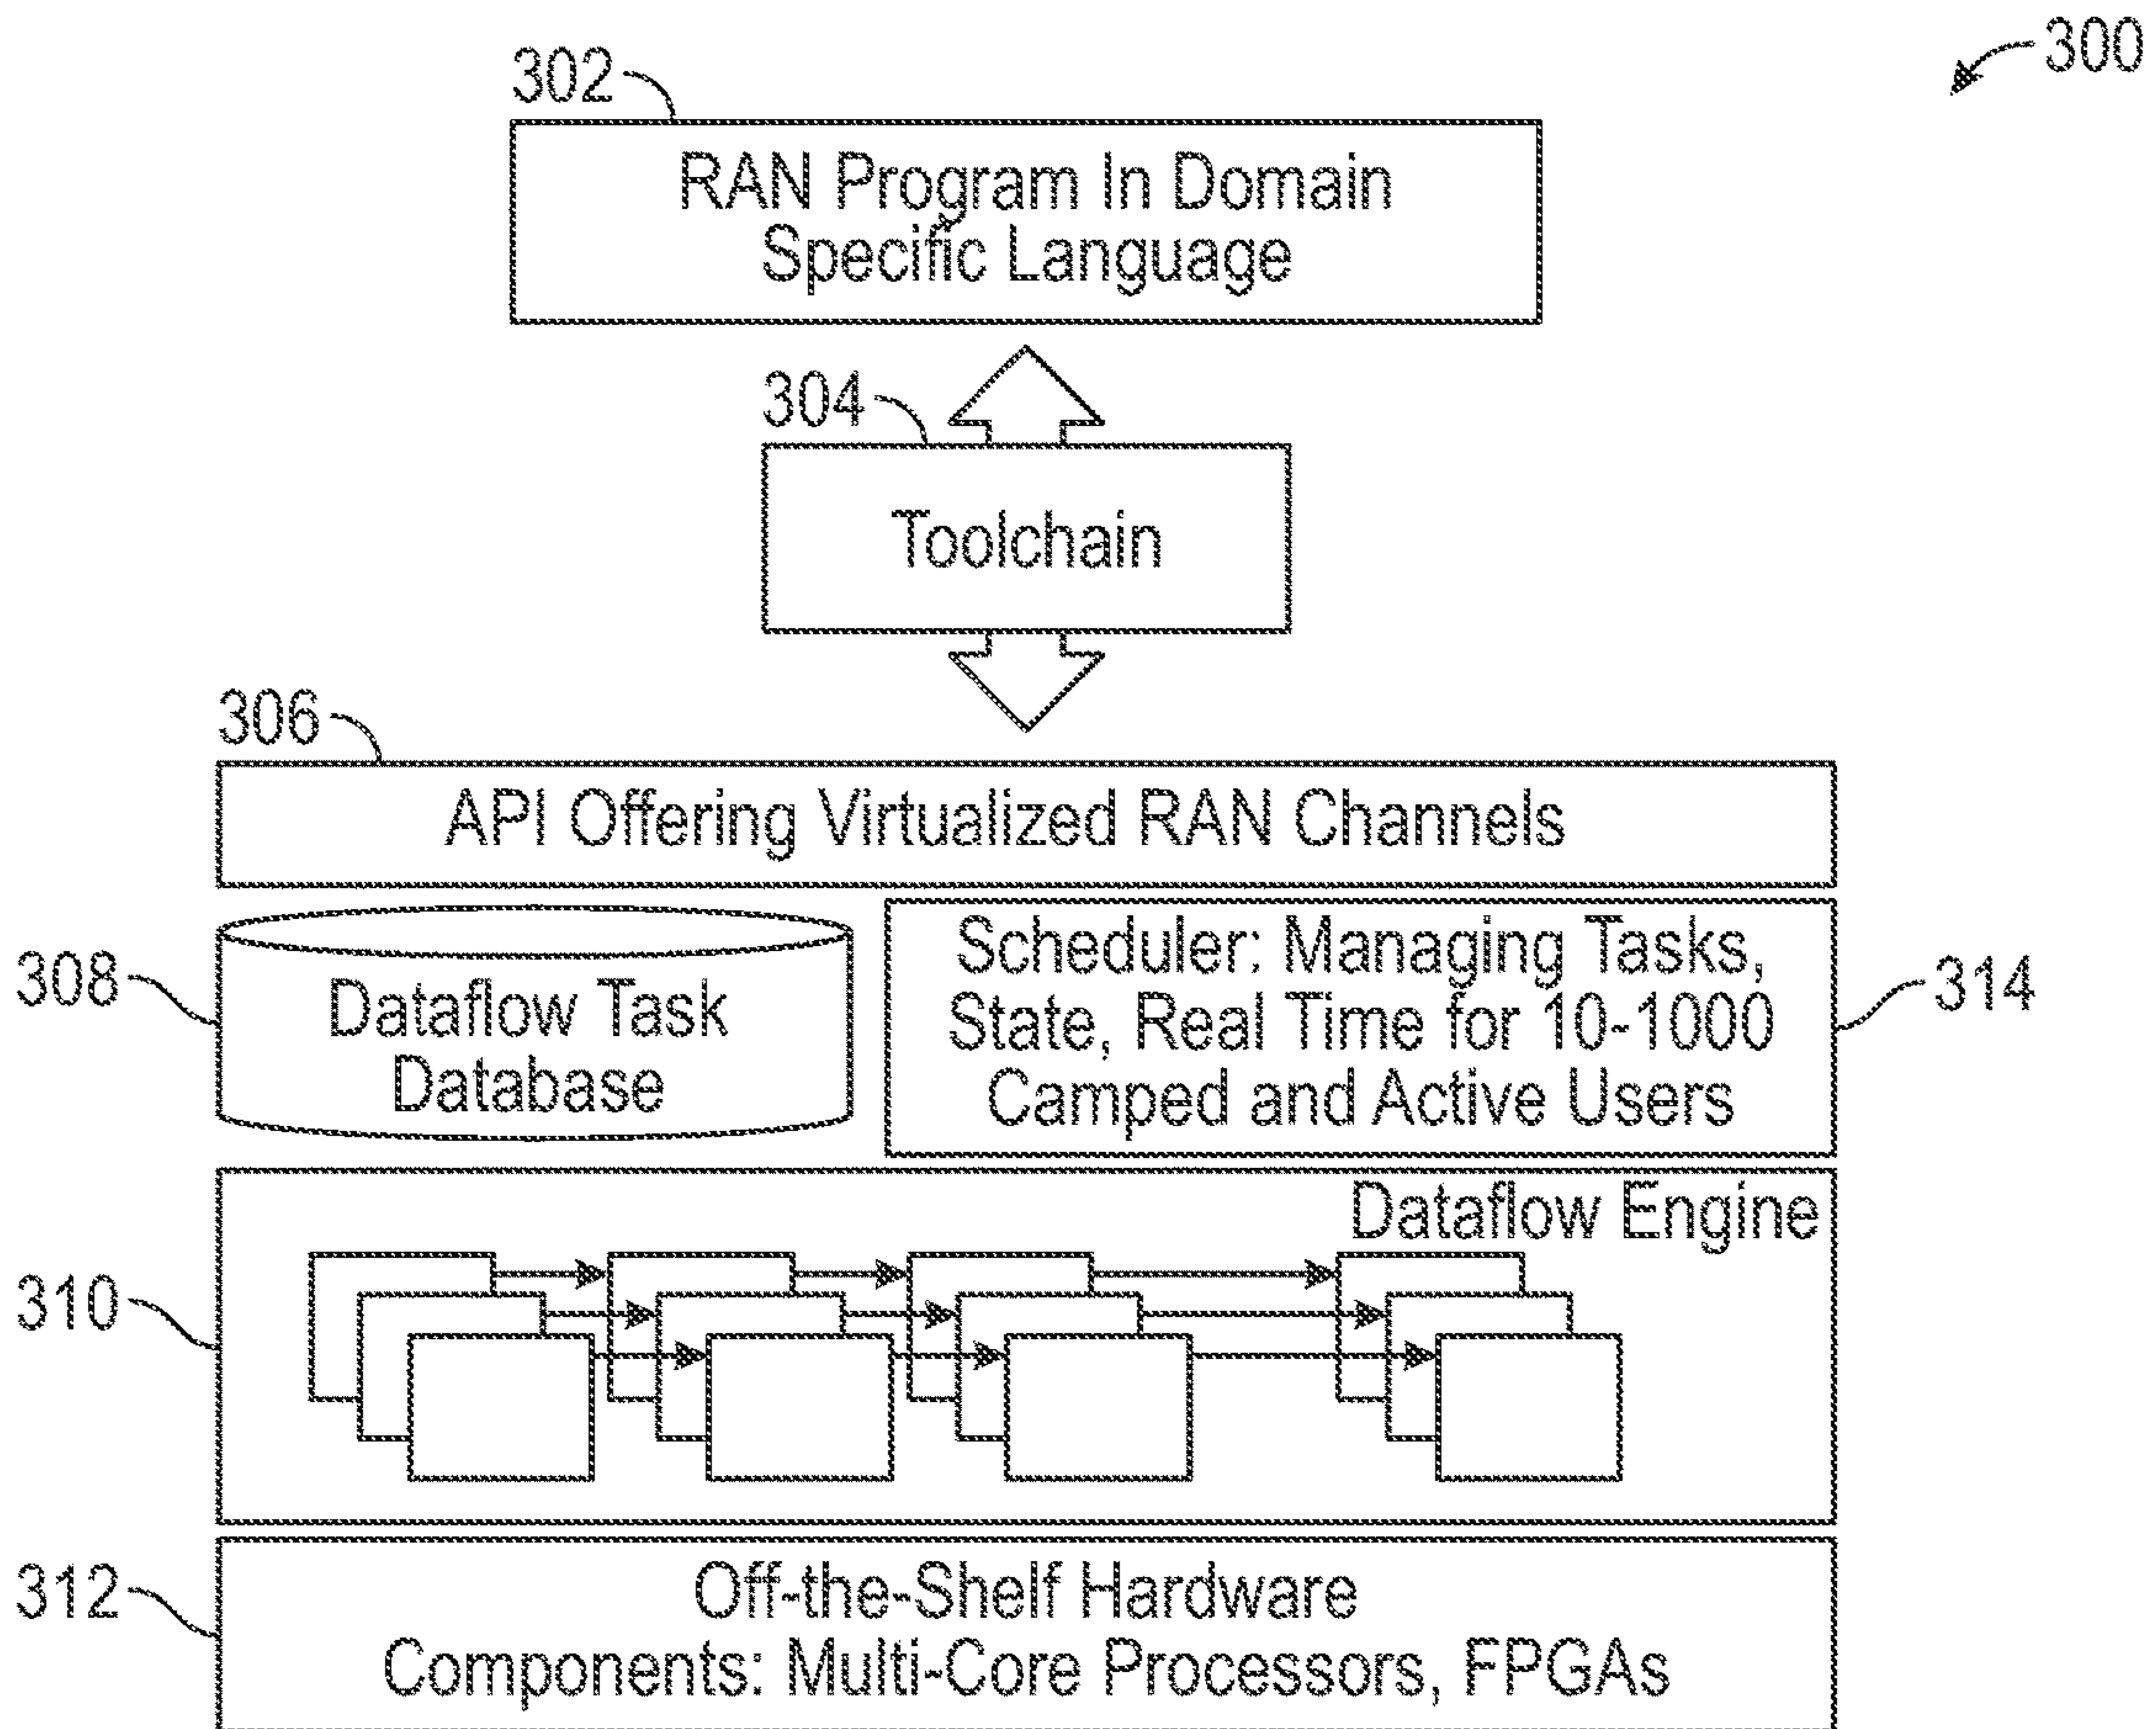 300
302
RAN Program In Domain
Specific Language
304
Toolchain
306
API Offering Virtualized RAN Channels
308
Dataflow Task
Database
Scheduler: Managing Tasks,
State, Real Time for 10-1000
Camped and Active Users
314
Dataflow Engine
310
312
Off-the-Shelf Hardware
Components: Multi-Core Processors, FPGAs